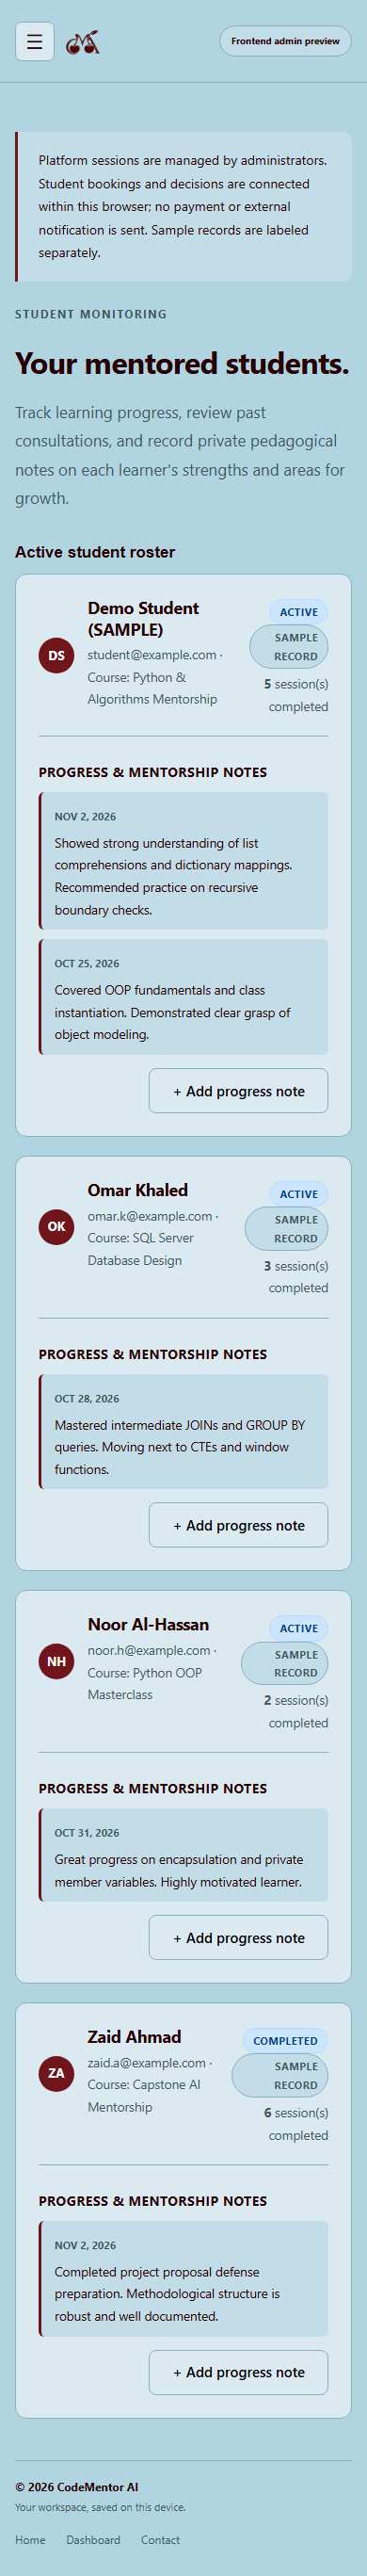 ☰
Frontend admin preview
Platform sessions are managed by administrators.
Student bookings and decisions are connected
within this browser; no payment or external
notification is sent. Sample records are labeled
separately.
STUDENT MONITORING
Your mentored students.
Track learning progress, review past
consultations, and record private pedagogical
notes on each learner's strengths and areas for
growth.
Active student roster
DS
Demo Student
(SAMPLE)
student@example.com ·
Course: Python &
Algorithms Mentorship
ACTIVE
SAMPLE
RECORD
5 session(s)
completed
PROGRESS & MENTORSHIP NOTES
NOV 2, 2026
Showed strong understanding of list
comprehensions and dictionary mappings.
Recommended practice on recursive
boundary checks.
OCT 25, 2026
Covered OOP fundamentals and class
instantiation. Demonstrated clear grasp of
object modeling.
+ Add progress note
OK
Omar Khaled
omar.k@example.com ·
Course: SQL Server
Database Design
ACTIVE
SAMPLE
RECORD
3 session(s)
completed
PROGRESS & MENTORSHIP NOTES
OCT 28, 2026
Mastered intermediate JOINs and GROUP BY
queries. Moving next to CTEs and window
functions.
+ Add progress note
NH
Noor Al-Hassan
noor.h@example.com ·
Course: Python OOP
Masterclass
ACTIVE
SAMPLE
RECORD
2 session(s)
completed
PROGRESS & MENTORSHIP NOTES
OCT 31, 2026
Great progress on encapsulation and private
member variables. Highly motivated learner.
+ Add progress note
ZA
Zaid Ahmad
zaid.a@example.com ·
Course: Capstone AI
Mentorship
COMPLETED
SAMPLE
RECORD
6 session(s)
completed
PROGRESS & MENTORSHIP NOTES
NOV 2, 2026
Completed project proposal defense
preparation. Methodological structure is
robust and well documented.
+ Add progress note
© 2026 CodeMentor AI
Your workspace, saved on this device.
Home Dashboard Contact